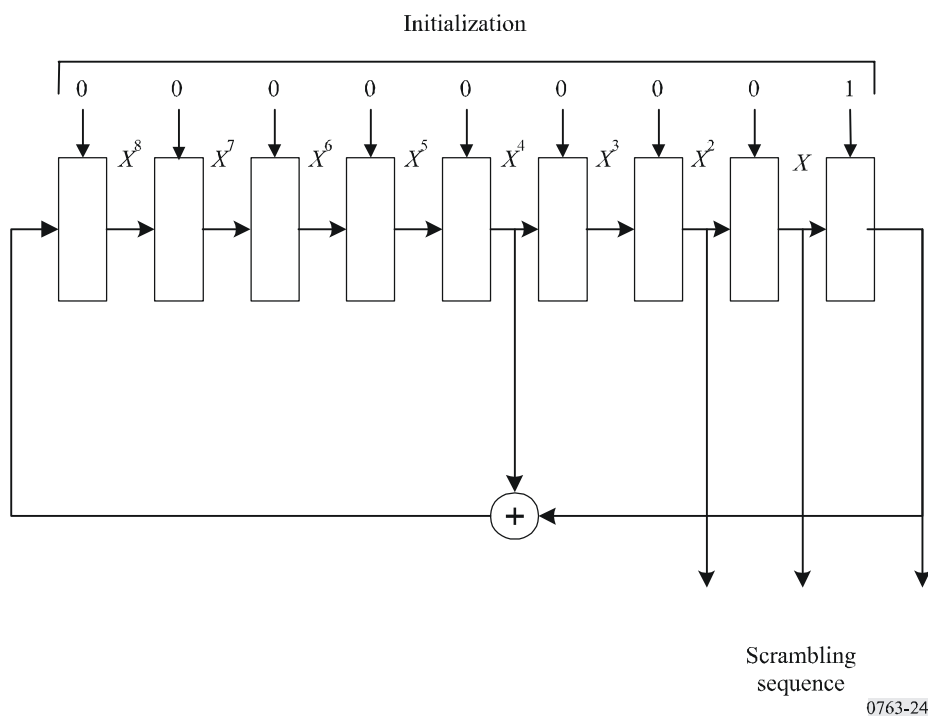 Initialization
0 0 0 0 0 0 0 0 1
X⁸ X⁷ X⁶ X⁵ X⁴ X³ X² X
+
Scrambling
sequence
0763-24